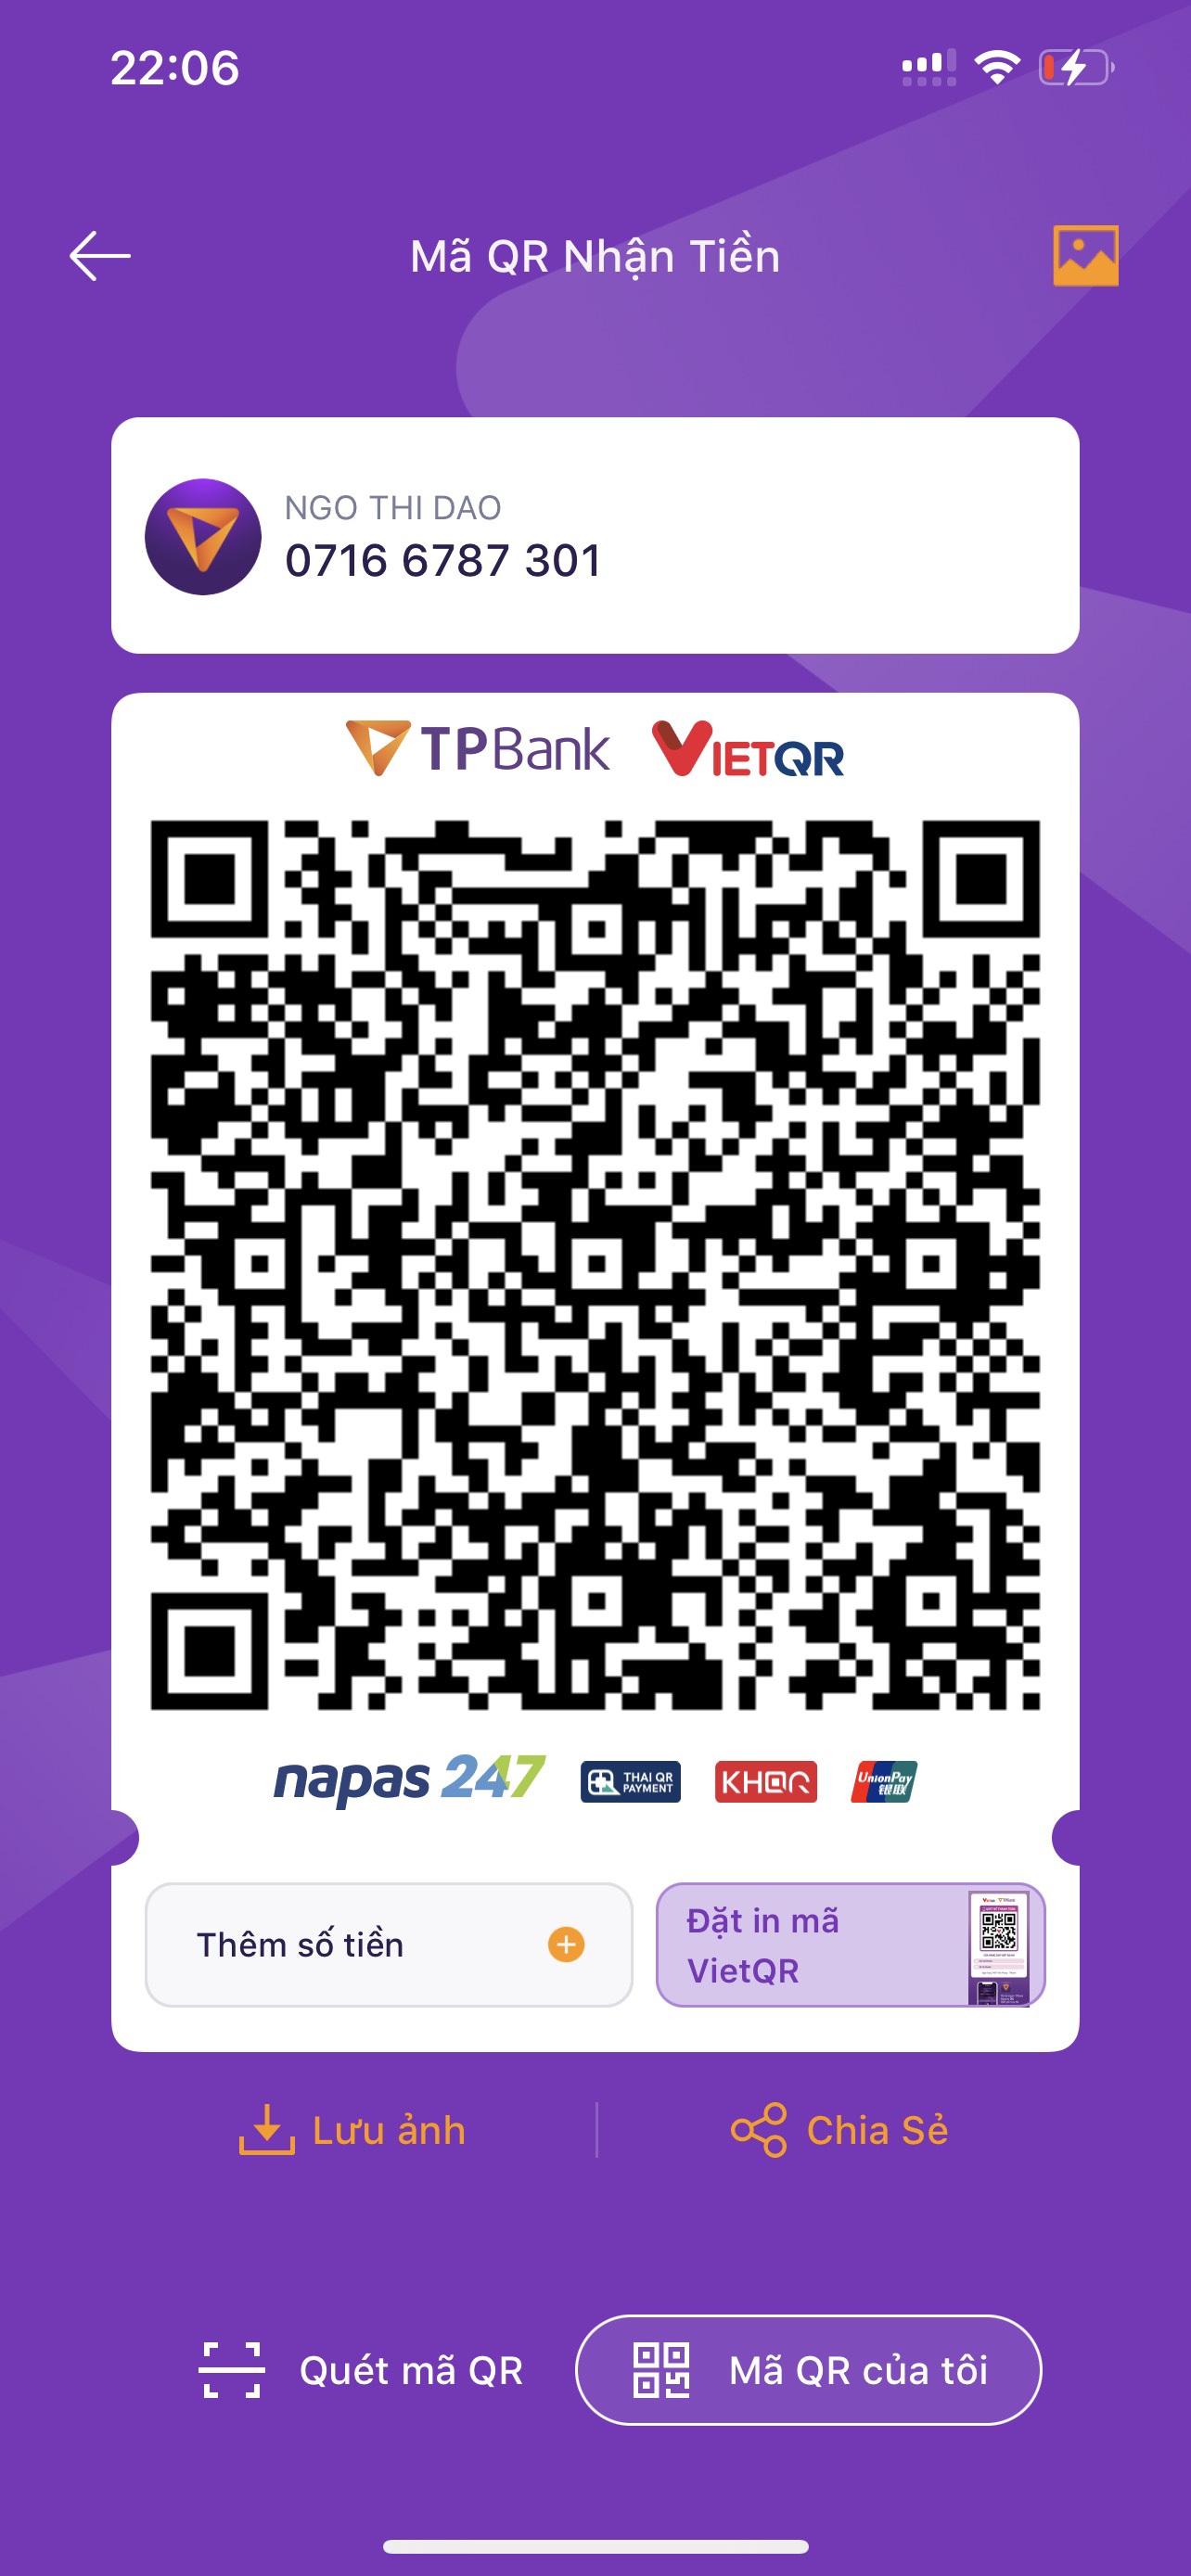 22:06
Mã QR Nhận Tiền
NGO THI DAO
0716 6787 301
TPBank VIETQR
napas 247 THAI QR PAYMENT KHQR UnionPay 银联
Thêm số tiền
Đặt in mã
VietQR
Lưu ảnh
Chia Sẻ
Quét mã QR
Mã QR của tôi